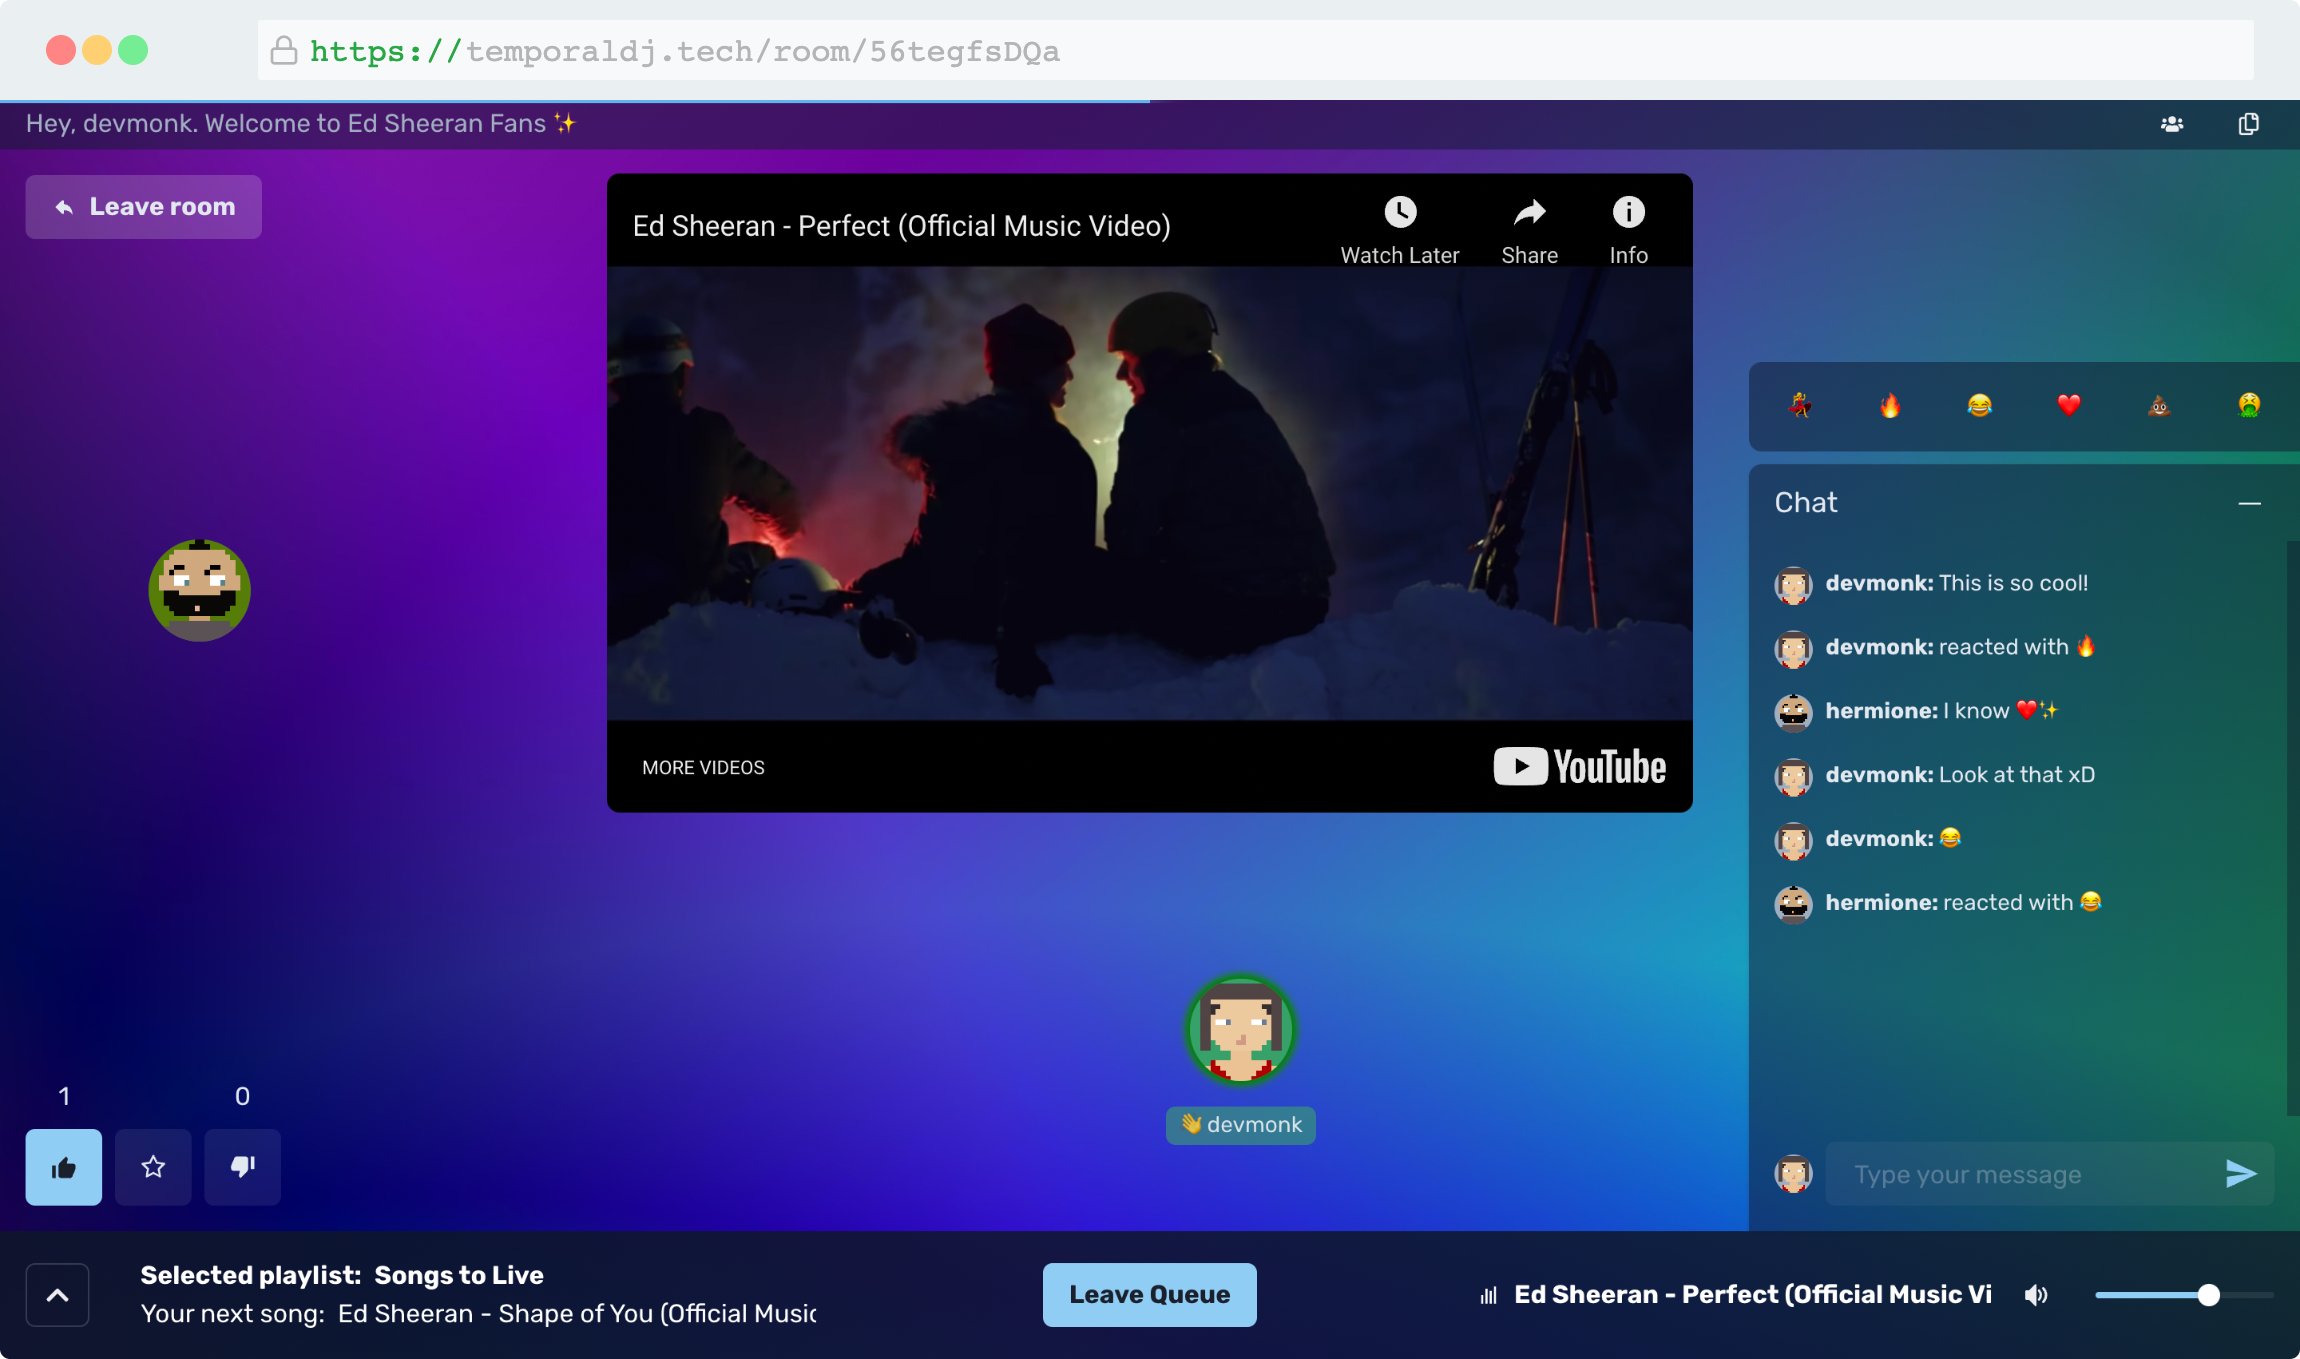 https://temporaldj.tech/room/56tegfsDQa
Hey, devmonk. Welcome to Ed Sheeran Fans ✨
Leave room
Ed Sheeran - Perfect (Official Music Video)
Watch Later
Share
Info
MORE VIDEOS
YouTube
Chat
devmonk: This is so cool!
devmonk: reacted with 🔥
hermione: I know ❤️✨
devmonk: Look at that xD
devmonk: 😂
hermione: reacted with 😂
👋 devmonk
1
0
Type your message
Selected playlist: Songs to Live
Your next song: Ed Sheeran - Shape of You (Official Music
Leave Queue
Ed Sheeran - Perfect (Official Music Vi